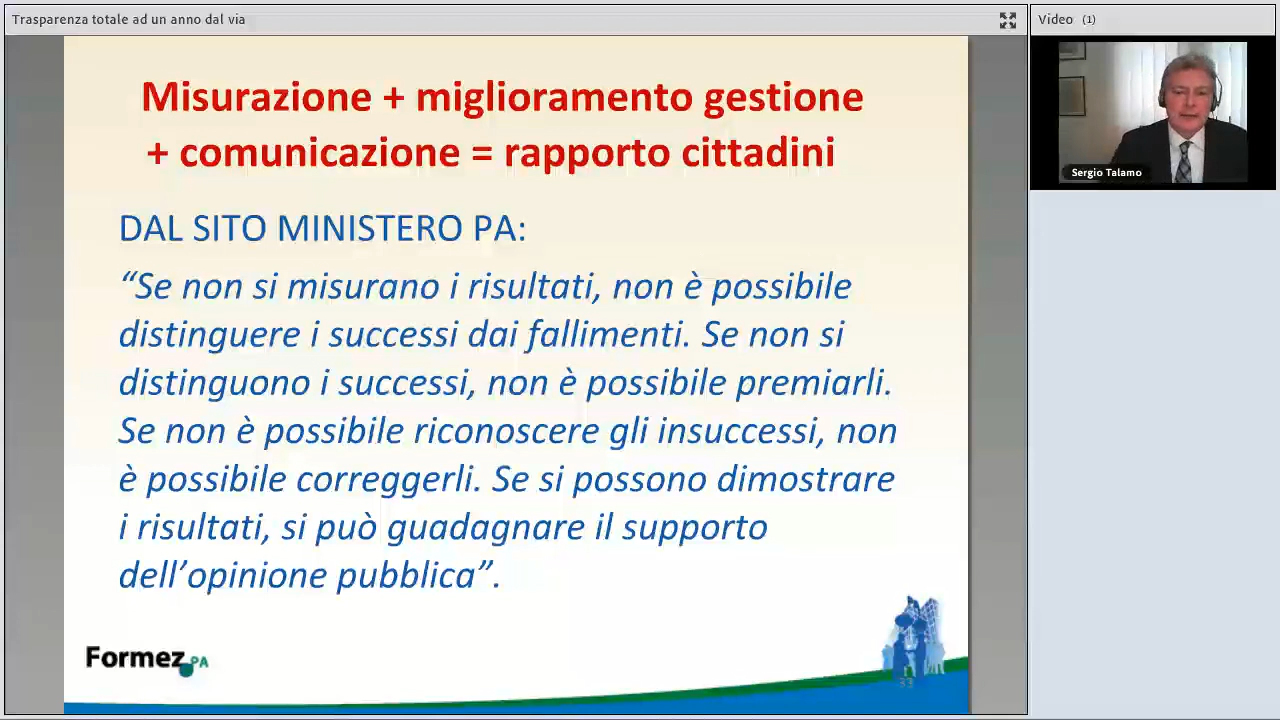 Trasparenza totale ad un anno dal via
Video (1)
Sergio Talamo
Misurazione + miglioramento gestione
+ comunicazione = rapporto cittadini
DAL SITO MINISTERO PA:
“Se non si misurano i risultati, non è possibile
distinguere i successi dai fallimenti. Se non si
distinguono i successi, non è possibile premiarli.
Se non è possibile riconoscere gli insuccessi, non
è possibile correggerli. Se si possono dimostrare
i risultati, si può guadagnare il supporto
dell’opinione pubblica”.
Formez PA
33